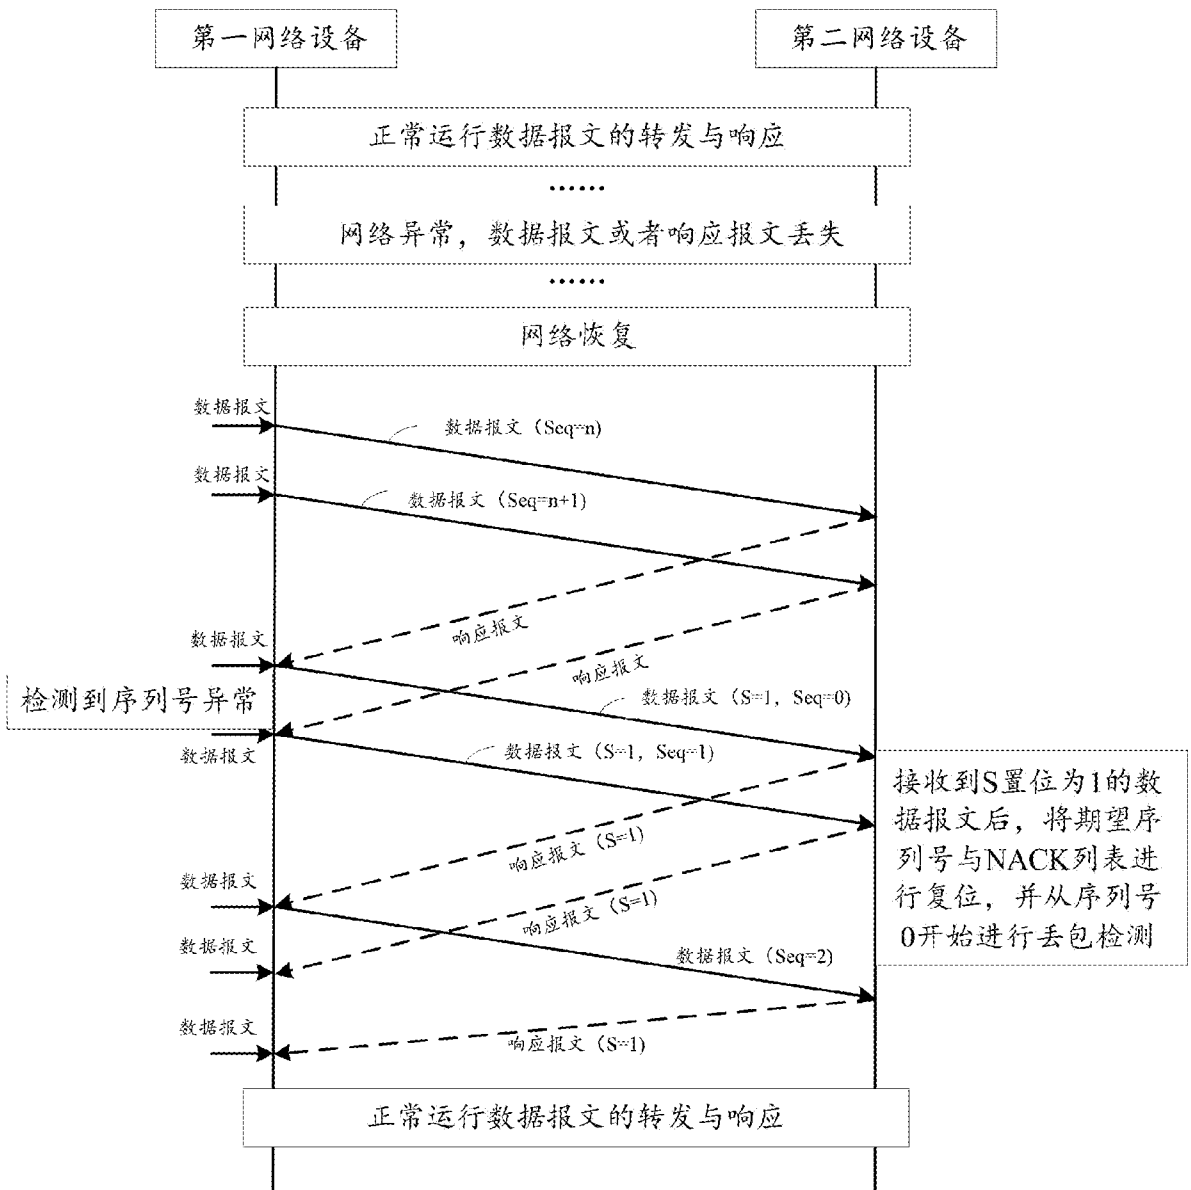 第一网络设备
第二网络设备
正常运行数据报文的转发与响应
……
网络异常，数据报文或者响应报文丢失
……
网络恢复
数据报文
数据报文（Seq=n)
数据报文
数据报文（Seq=n+1）
响应报文
数据报文
响应报文
检测到序列号异常
数据报文（S=1，Seq=0）
数据报文
数据报文（S=1，Seq=1）
接收到S置位为1的数
据报文后，将期望序
列号与NACK列表进
行复位，并从序列号
0开始进行丢包检测
响应报文（S=1）
数据报文
响应报文（S=1）
数据报文
数据报文（Seq=2）
数据报文
响应报文（S=1）
正常运行数据报文的转发与响应